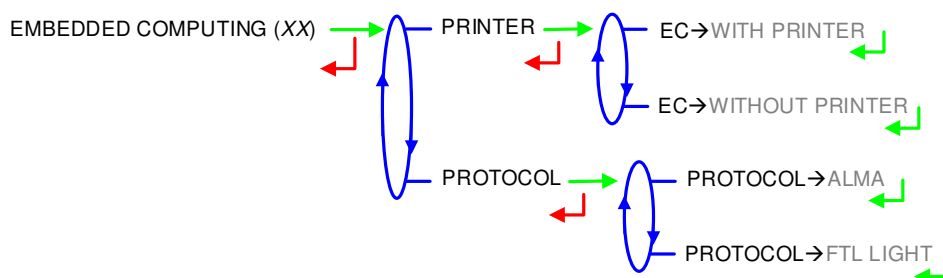 EMBEDDED COMPUTING (XX)
PRINTER
EC→WITH PRINTER
EC→WITHOUT PRINTER
PROTOCOL
PROTOCOL→ALMA
PROTOCOL→FTL LIGHT